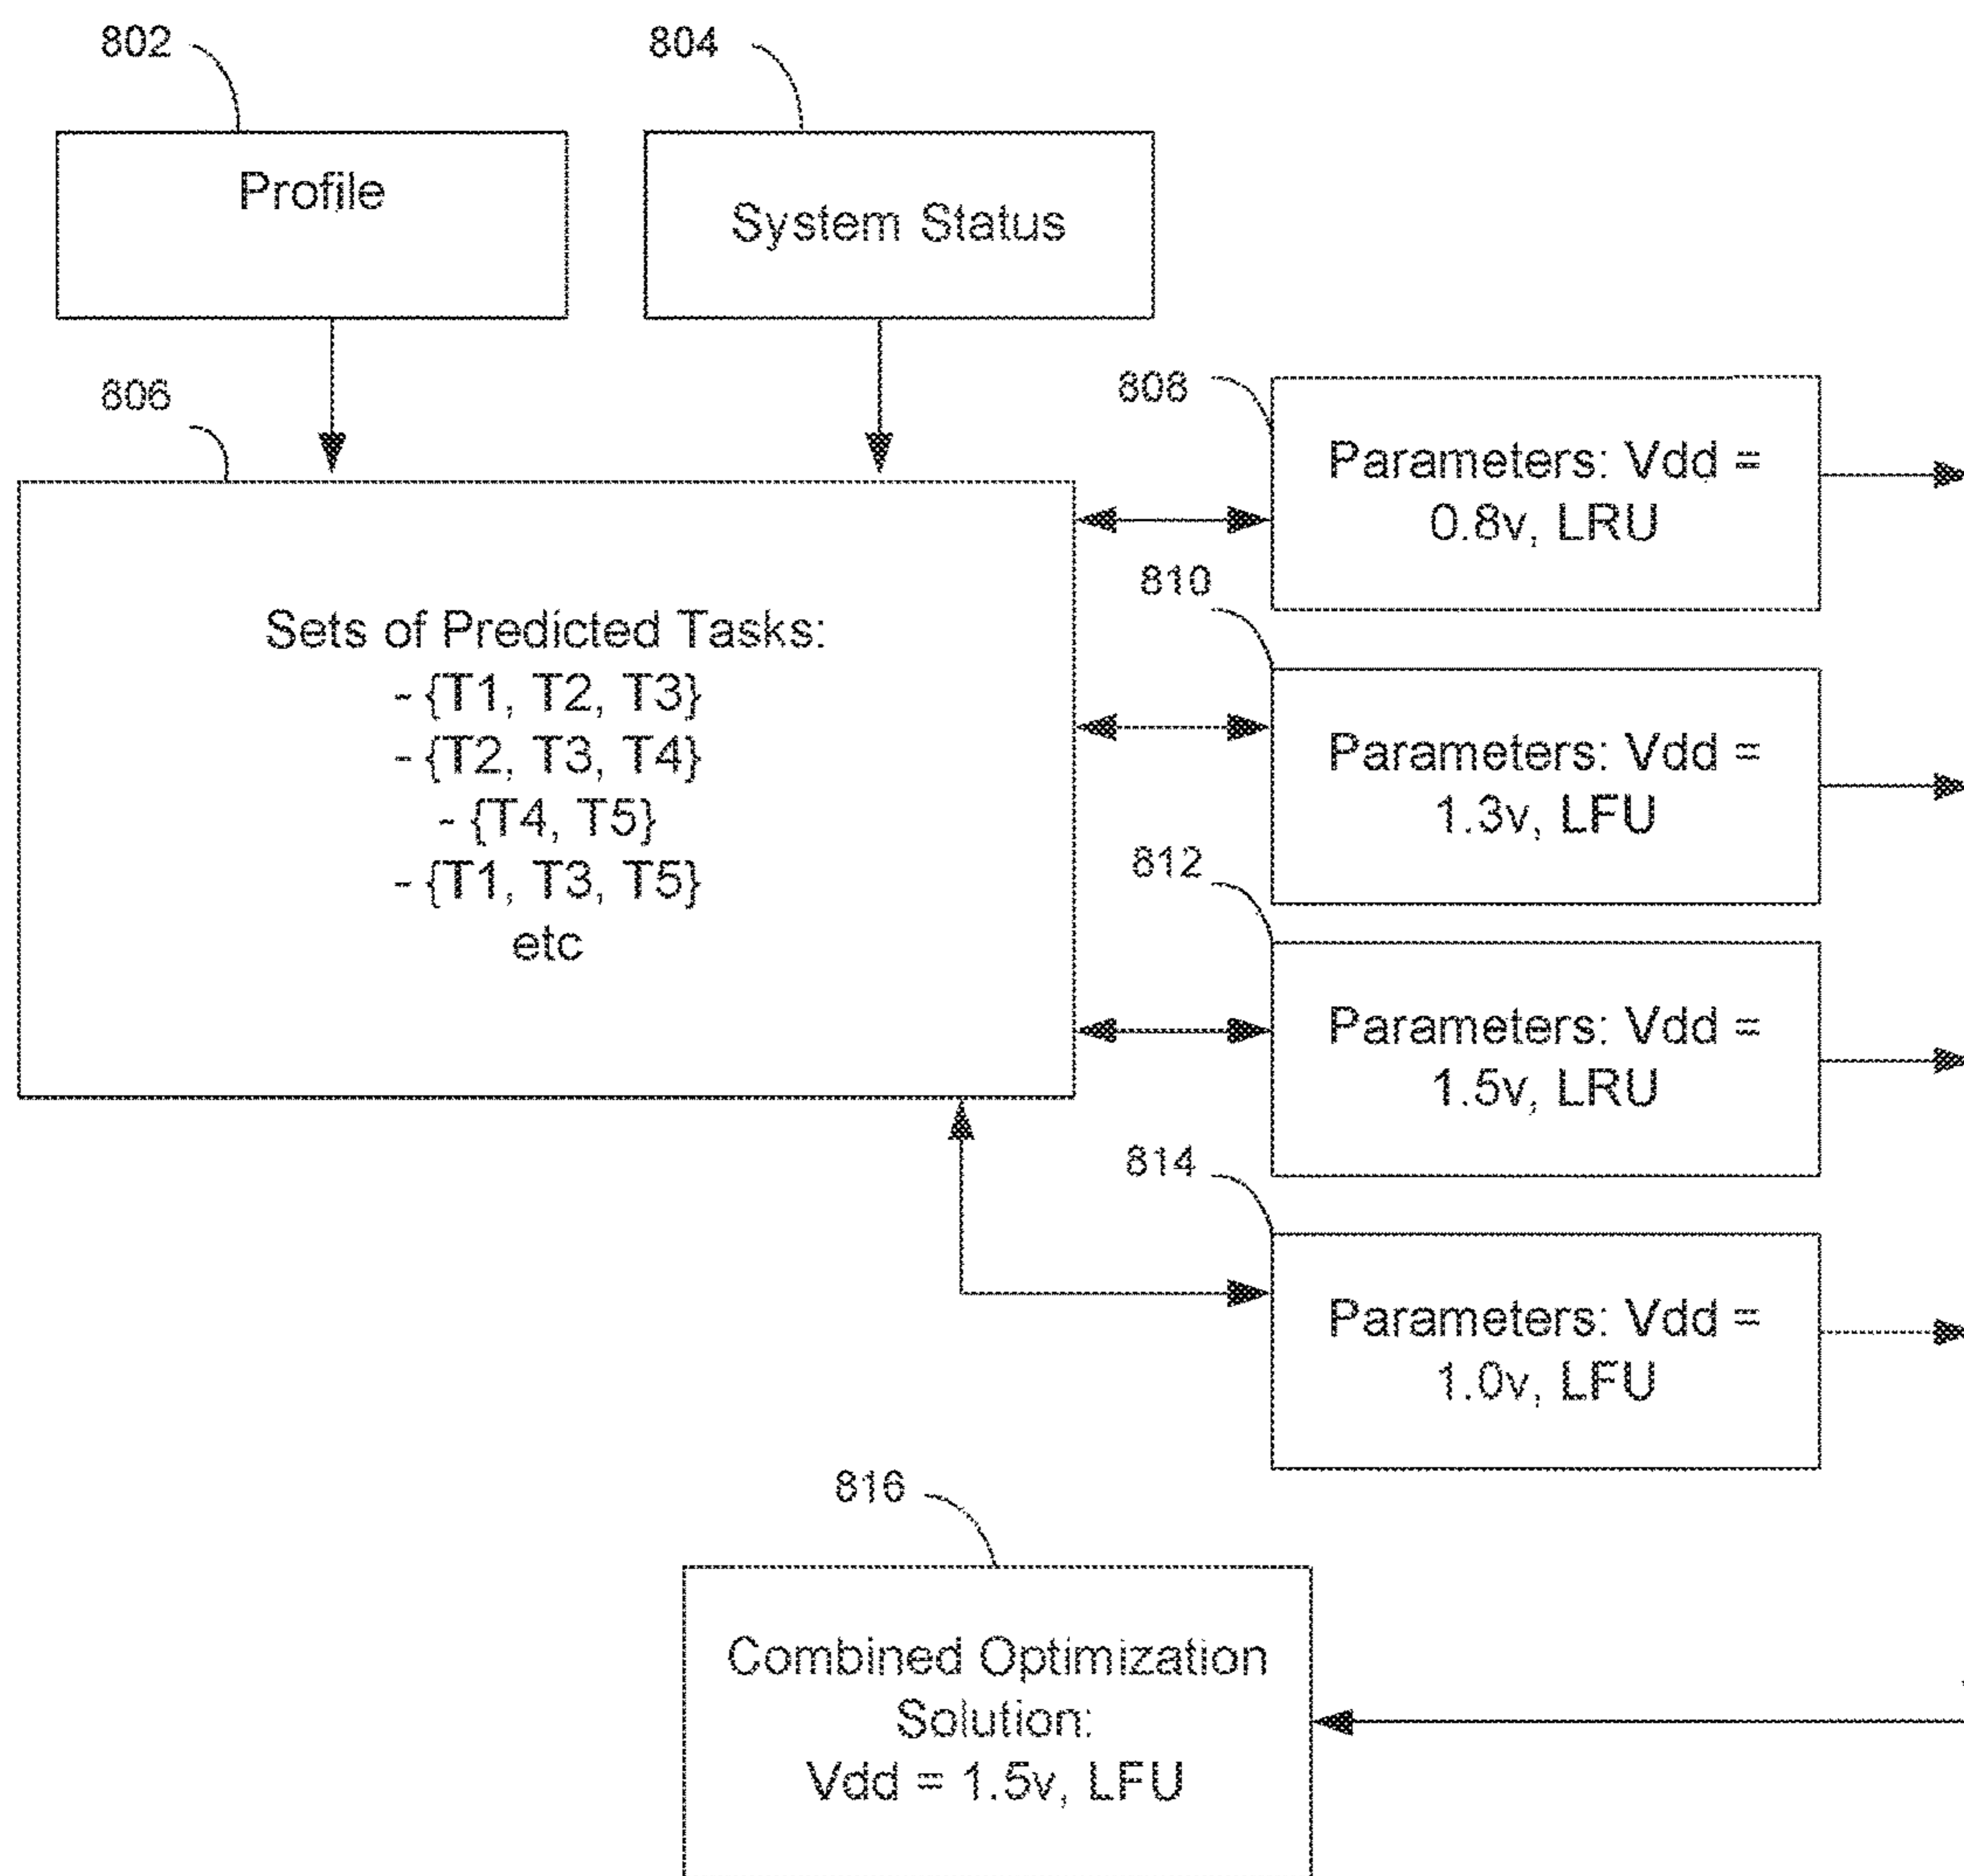 802
804
Profile
System Status
806
808
Parameters: Vdd =
0.8v, LRU
810
Sets of Predicted Tasks:
- {T1, T2, T3}
- {T2, T3, T4}
- {T4, T5}
- {T1, T3, T5}
etc
Parameters: Vdd =
1.3v, LFU
812
Parameters: Vdd =
1.5v, LRU
814
Parameters: Vdd =
1.0v, LFU
816
Combined Optimization
Solution:
Vdd = 1.5v, LFU